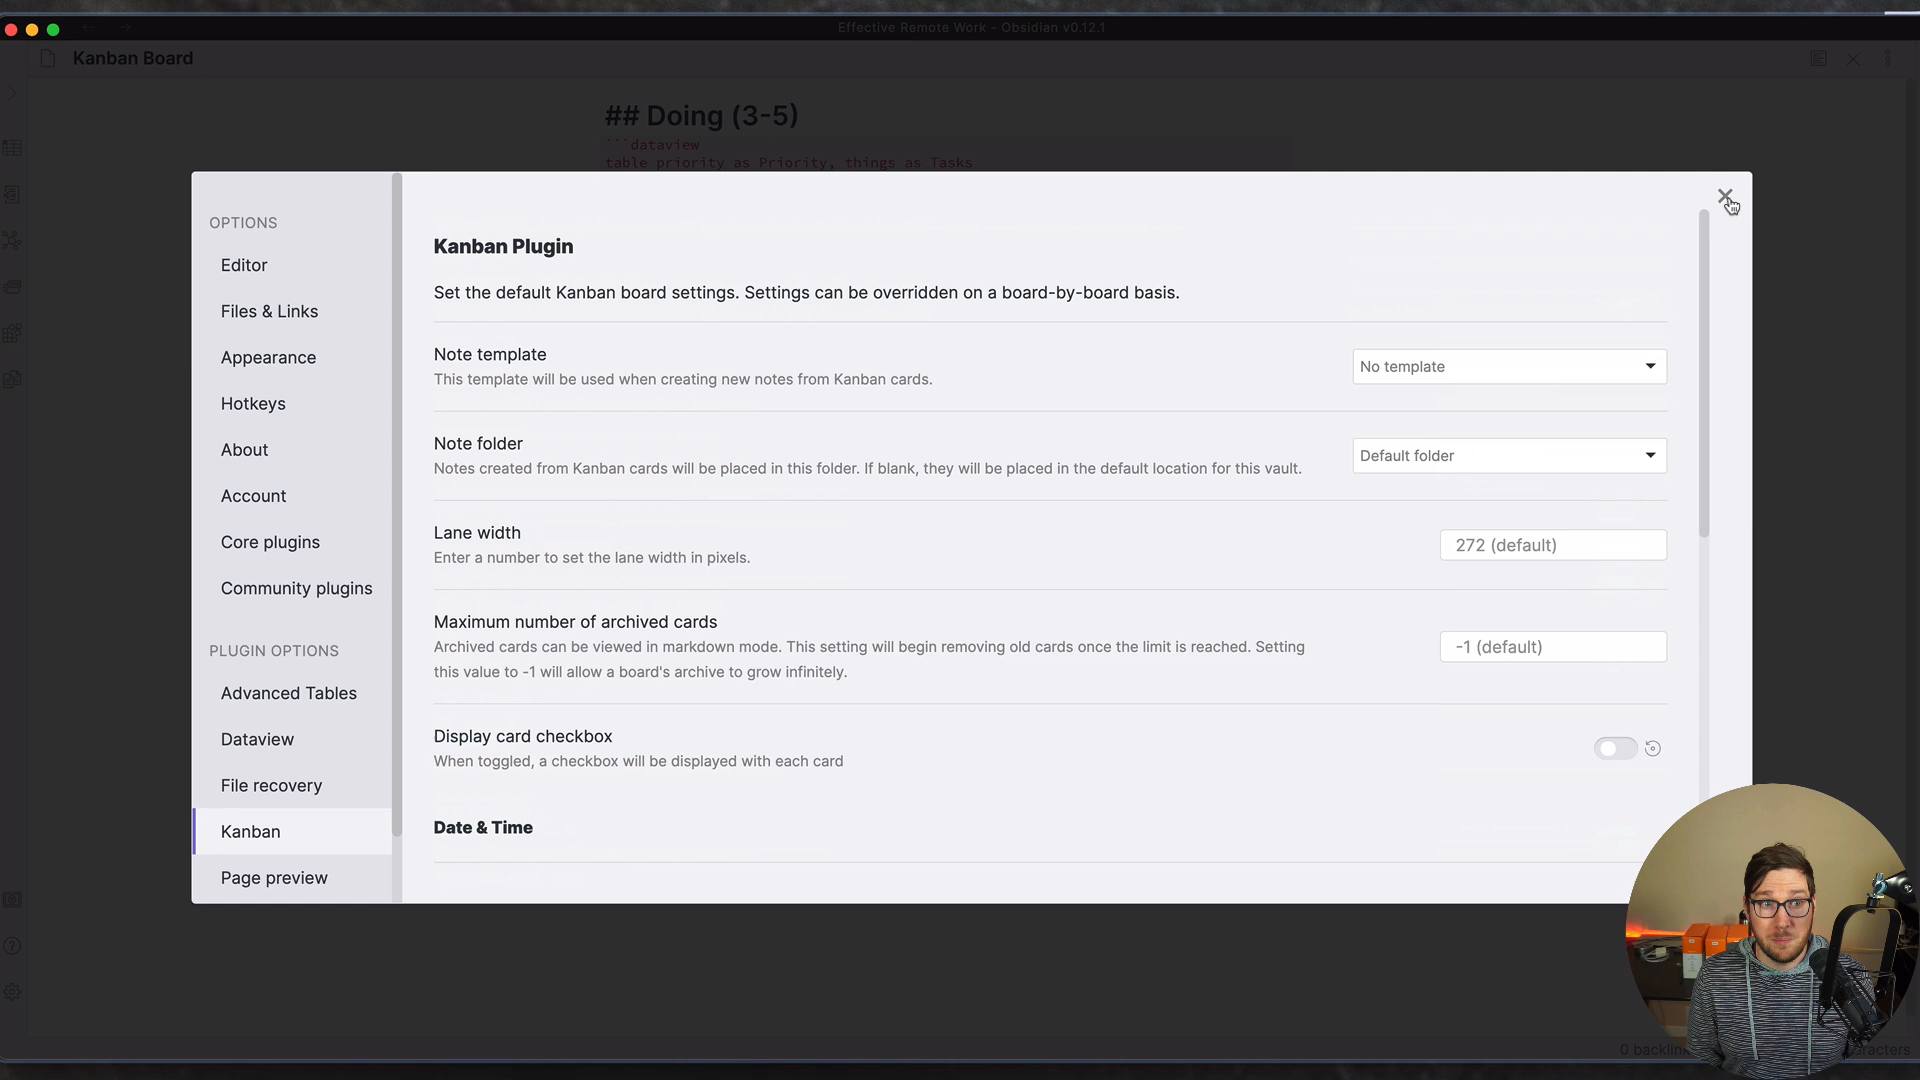 Effective Remote Work - Obsidian v0.12.1
Kanban Board
## Doing (3-5)
```dataview
table priority as Priority, things as Tasks
OPTIONS
Editor
Files & Links
Appearance
Hotkeys
About
Account
Core plugins
Community plugins
PLUGIN OPTIONS
Advanced Tables
Dataview
File recovery
Kanban
Page preview
Kanban Plugin
Set the default Kanban board settings. Settings can be overridden on a board-by-board basis.
Note template
This template will be used when creating new notes from Kanban cards.
No template
Note folder
Notes created from Kanban cards will be placed in this folder. If blank, they will be placed in the default location for this vault.
Default folder
Lane width
Enter a number to set the lane width in pixels.
272 (default)
Maximum number of archived cards
Archived cards can be viewed in markdown mode. This setting will begin removing old cards once the limit is reached. Setting
this value to -1 will allow a board's archive to grow infinitely.
-1 (default)
Display card checkbox
When toggled, a checkbox will be displayed with each card
Date & Time
0